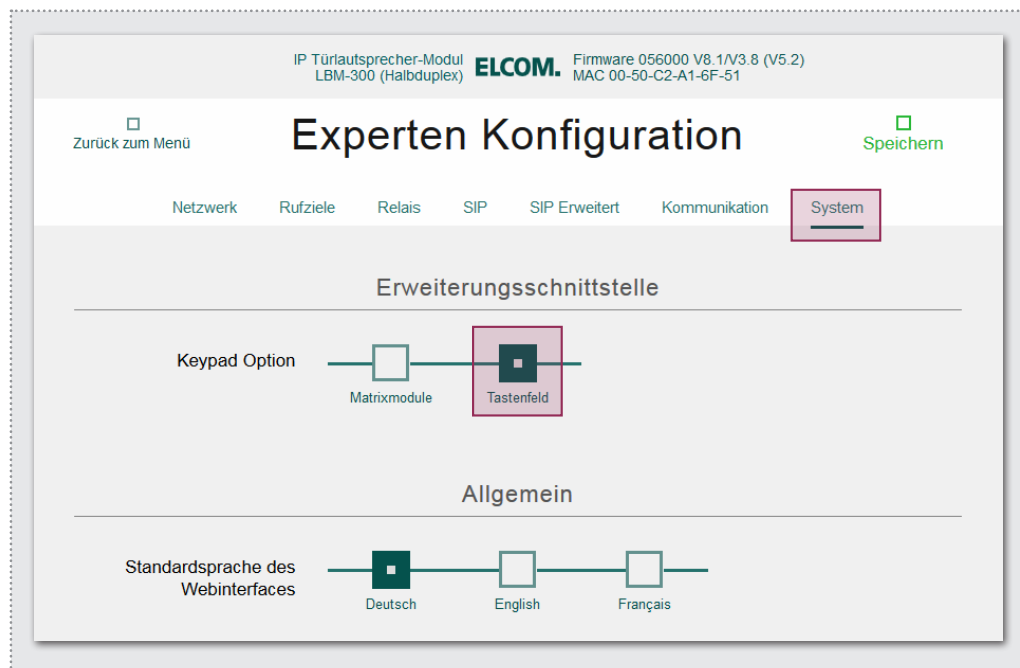 IP Türlautsprecher-Modul
LBM-300 (Halbduplex)
ELCOM.
Firmware 056000 V8.1/V3.8 (V5.2)
MAC 00-50-C2-A1-6F-51
Zurück zum Menü
Experten Konfiguration
Speichern
Netzwerk Rufziele Relais SIP SIP Erweitert Kommunikation System
Erweiterungsschnittstelle
Keypad Option
Matrixmodule Tastenfeld
Allgemein
Standardsprache des
Webinterfaces
Deutsch English Français